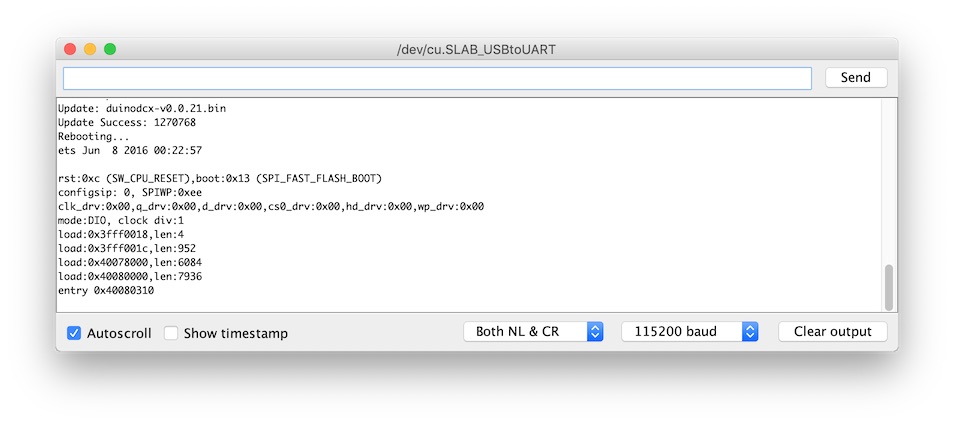 /dev/cu.SLAB_USBtoUART
Send
Update: duinodcx-v0.0.21.bin
Update Success: 1270768
Rebooting...
ets Jun  8 2016 00:22:57
rst:0xc (SW_CPU_RESET),boot:0x13 (SPI_FAST_FLASH_BOOT)
configsip: 0, SPIWP:0xee
clk_drv:0x00,q_drv:0x00,d_drv:0x00,cs0_drv:0x00,hd_drv:0x00,wp_drv:0x00
mode:DIO, clock div:1
load:0x3fff0018,len:4
load:0x3fff001c,len:952
load:0x40078000,len:6084
load:0x40080000,len:7936
entry 0x40080310
Autoscroll Show timestamp Both NL & CR 115200 baud Clear output